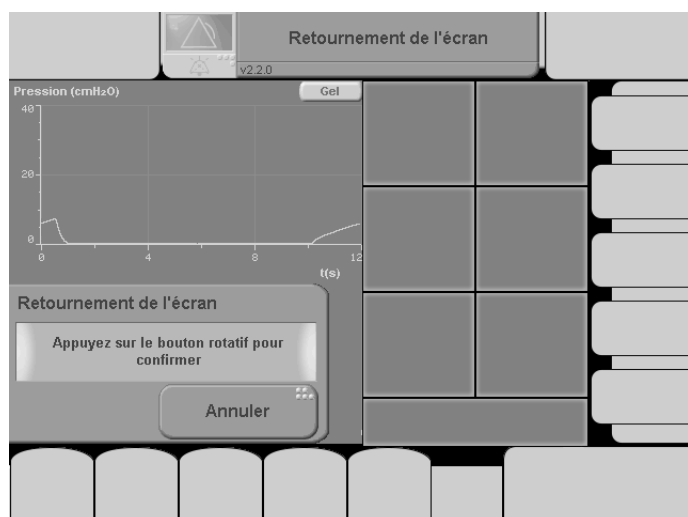 Retournement de l'écran
v2.2.0
Pression (cmH₂O)
Gel
40
20
0
0 4 8 12
t(s)
Retournement de l'écran
Appuyez sur le bouton rotatif pour
confirmer
Annuler